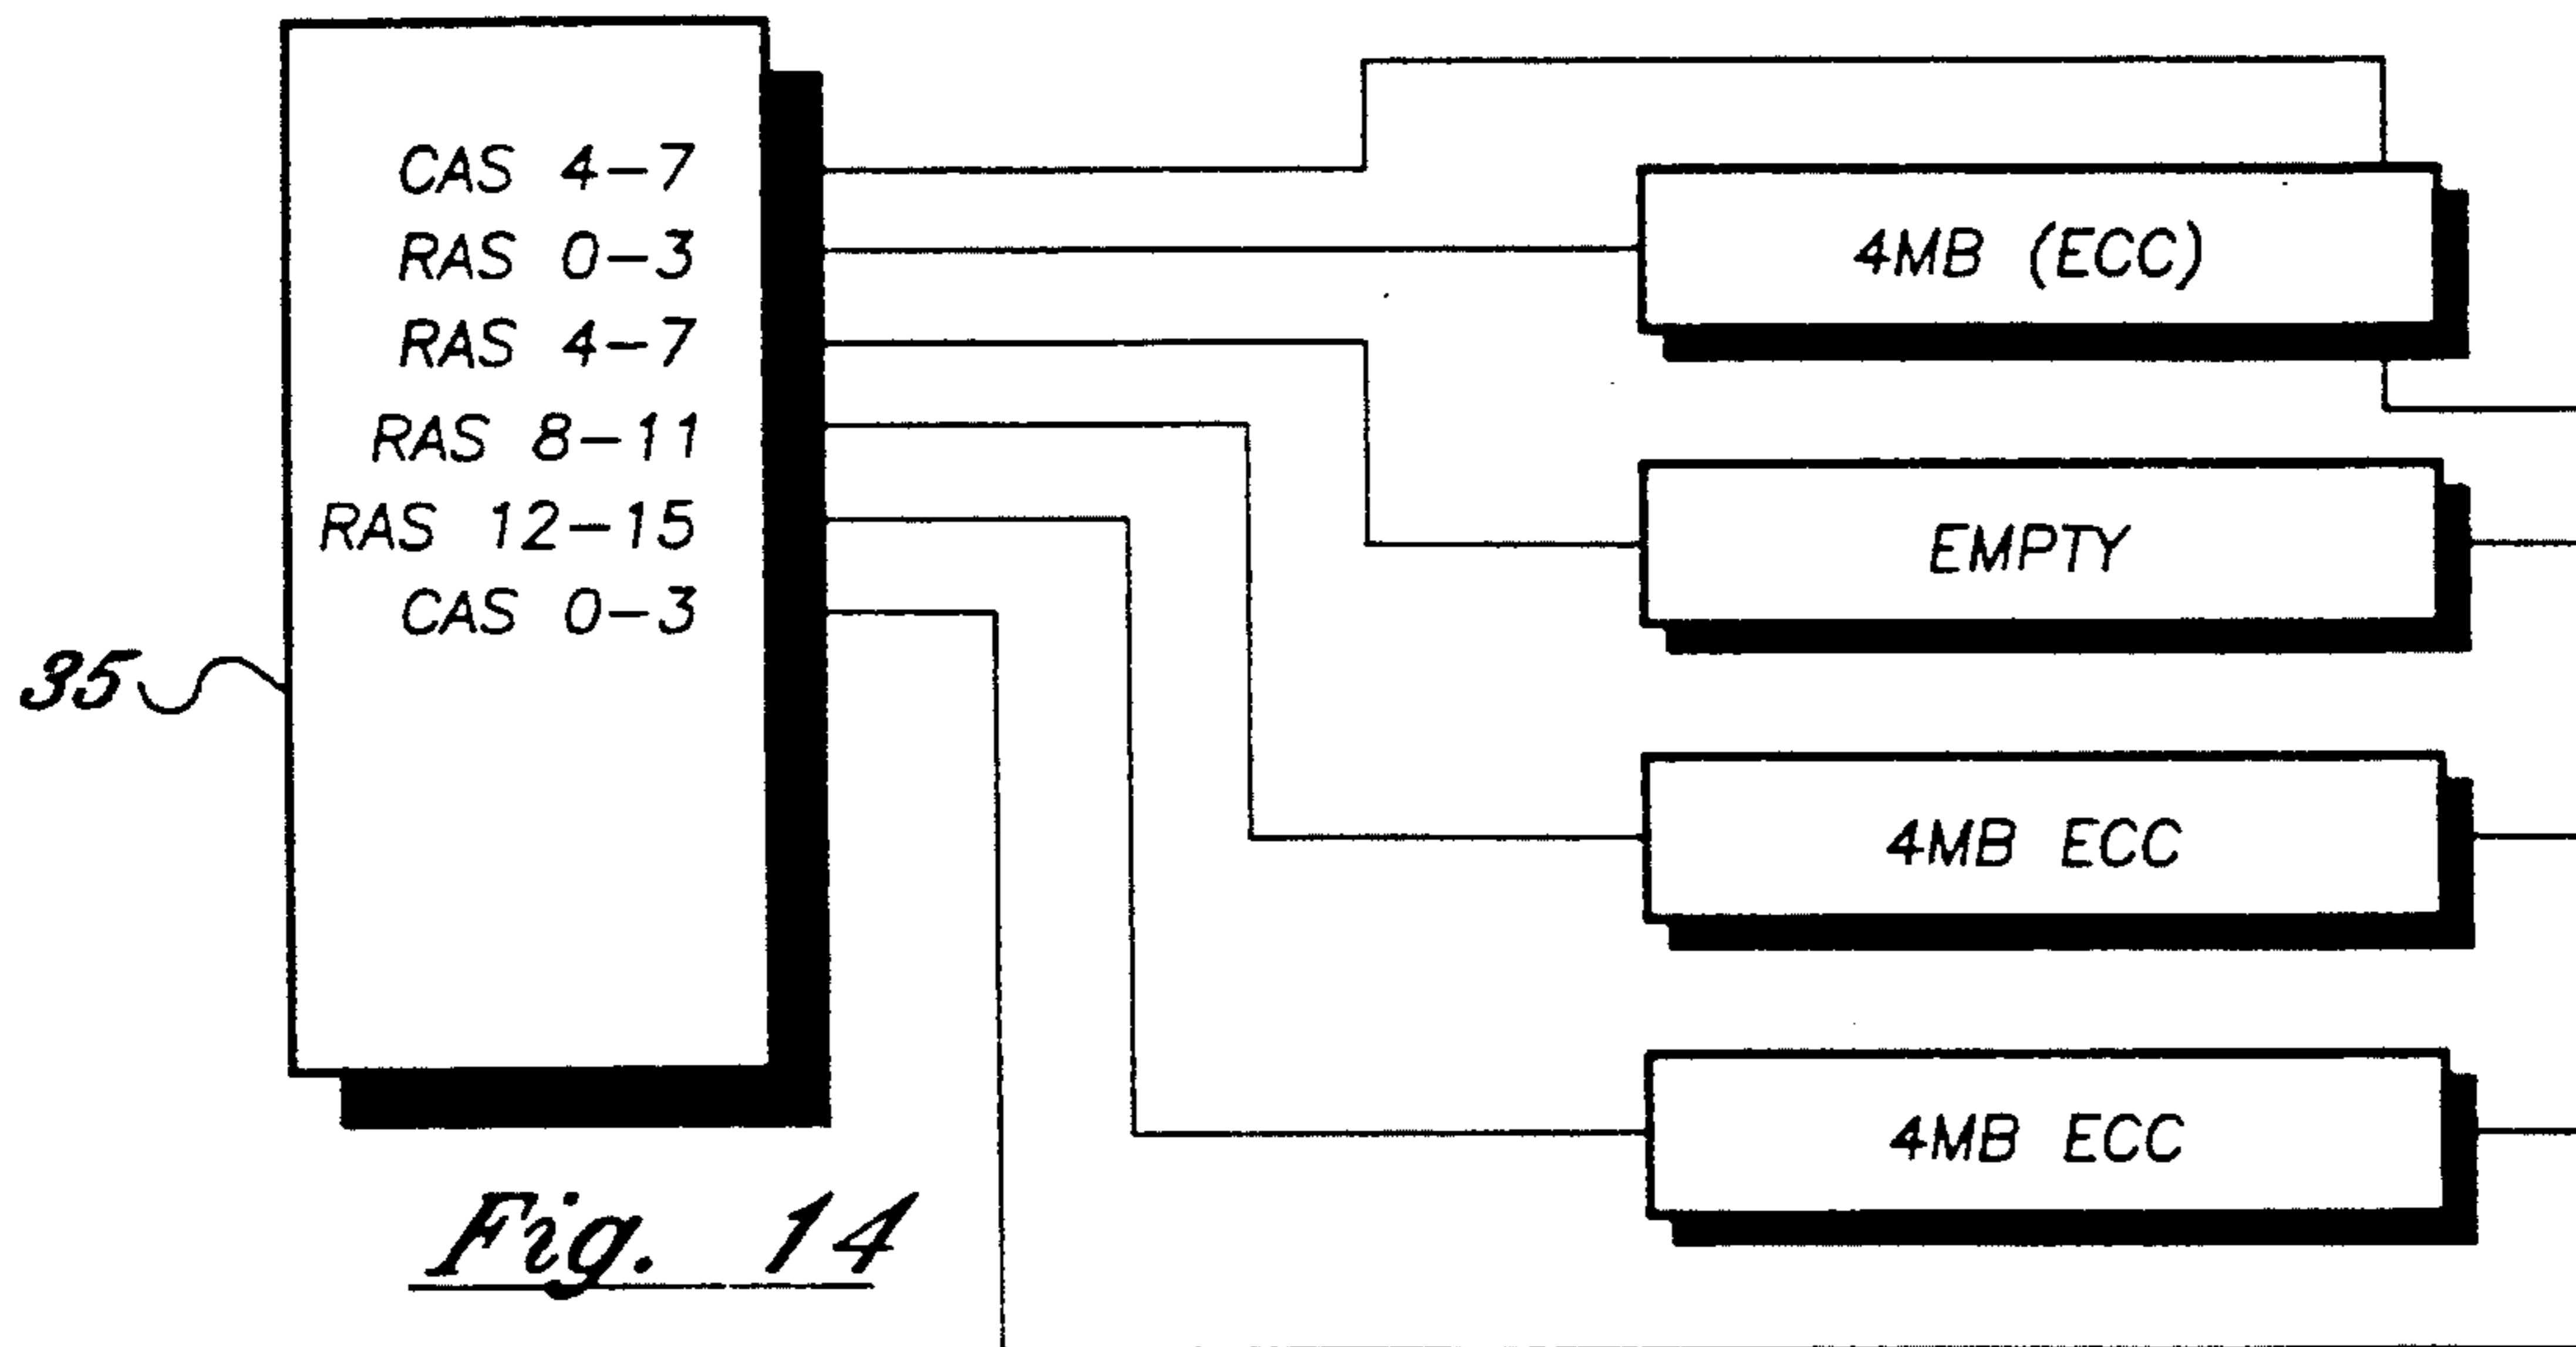 CAS 4-7
RAS 0-3
RAS 4-7
RAS 8-11
RAS 12-15
CAS 0-3
35
4MB (ECC)
EMPTY
4MB ECC
4MB ECC
Fig. 14